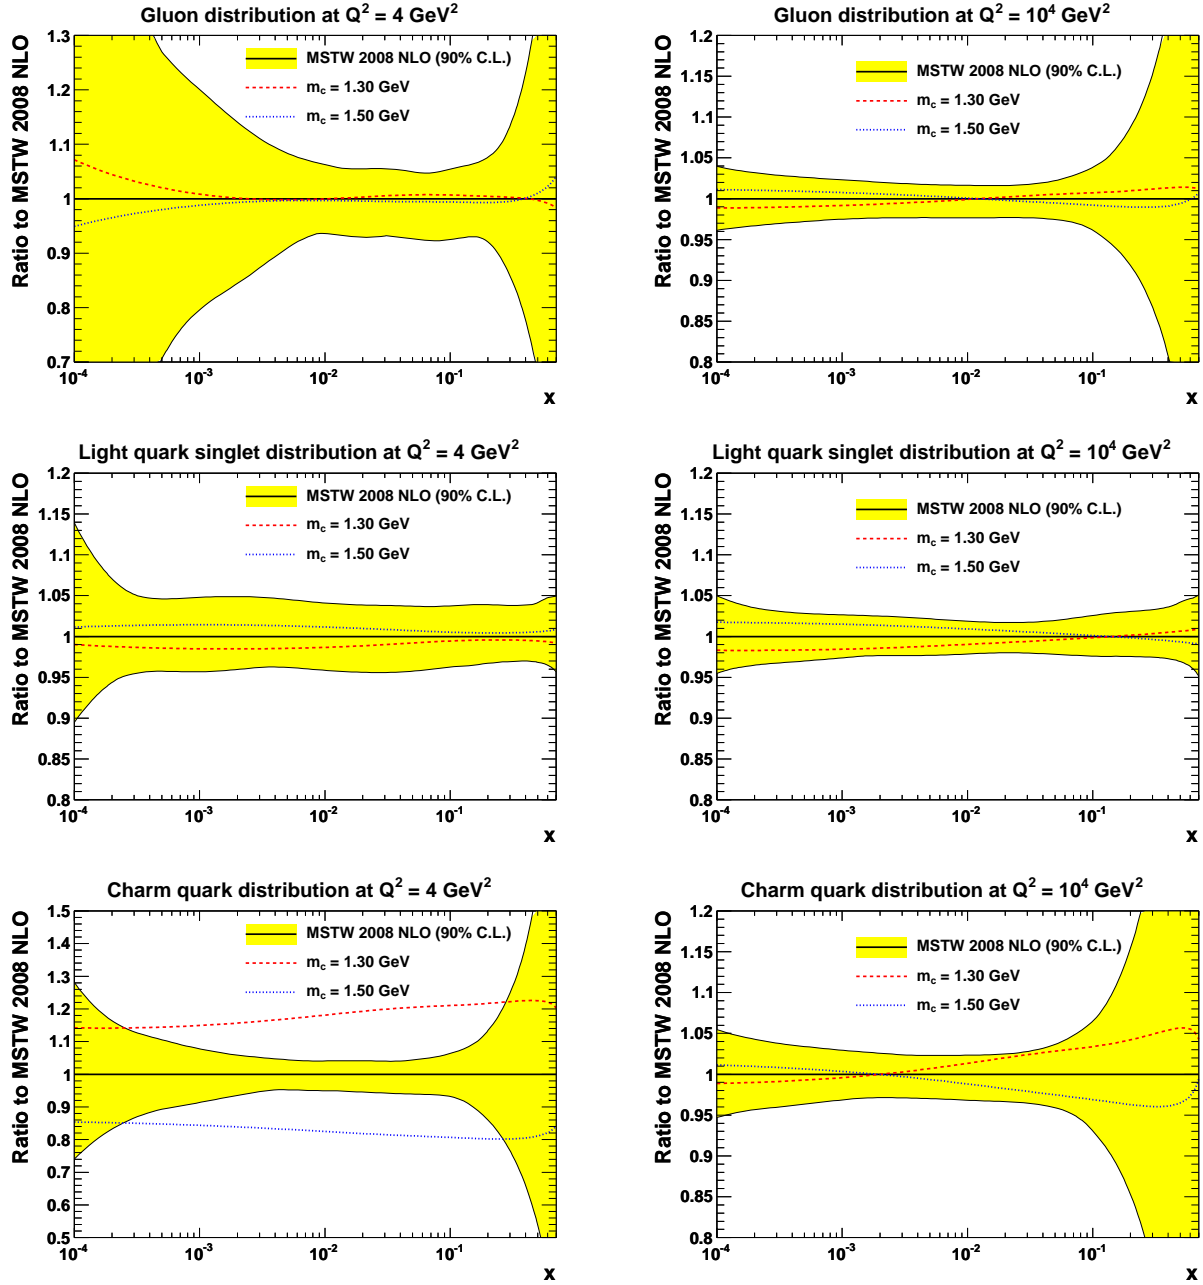 Gluon distribution at Q² = 4 GeV²
Ratio to MSTW 2008 NLO
1.3
1.2
1.1
1
0.9
0.8
0.7
MSTW 2008 NLO (90% C.L.)
m_c = 1.30 GeV
m_c = 1.50 GeV
10⁻⁴ 10⁻³ 10⁻² 10⁻¹
x
Gluon distribution at Q² = 10⁴ GeV²
Ratio to MSTW 2008 NLO
1.2
1.15
1.1
1.05
1
0.95
0.9
0.85
0.8
MSTW 2008 NLO (90% C.L.)
m_c = 1.30 GeV
m_c = 1.50 GeV
10⁻⁴ 10⁻³ 10⁻² 10⁻¹
x
Light quark singlet distribution at Q² = 4 GeV²
Ratio to MSTW 2008 NLO
1.2
1.15
1.1
1.05
1
0.95
0.9
0.85
0.8
MSTW 2008 NLO (90% C.L.)
m_c = 1.30 GeV
m_c = 1.50 GeV
10⁻⁴ 10⁻³ 10⁻² 10⁻¹
x
Light quark singlet distribution at Q² = 10⁴ GeV²
Ratio to MSTW 2008 NLO
1.2
1.15
1.1
1.05
1
0.95
0.9
0.85
0.8
MSTW 2008 NLO (90% C.L.)
m_c = 1.30 GeV
m_c = 1.50 GeV
10⁻⁴ 10⁻³ 10⁻² 10⁻¹
x
Charm quark distribution at Q² = 4 GeV²
Ratio to MSTW 2008 NLO
1.5
1.4
1.3
1.2
1.1
1
0.9
0.8
0.7
0.6
0.5
MSTW 2008 NLO (90% C.L.)
m_c = 1.30 GeV
m_c = 1.50 GeV
10⁻⁴ 10⁻³ 10⁻² 10⁻¹
x
Charm quark distribution at Q² = 10⁴ GeV²
Ratio to MSTW 2008 NLO
1.2
1.15
1.1
1.05
1
0.95
0.9
0.85
0.8
MSTW 2008 NLO (90% C.L.)
m_c = 1.30 GeV
m_c = 1.50 GeV
10⁻⁴ 10⁻³ 10⁻² 10⁻¹
x